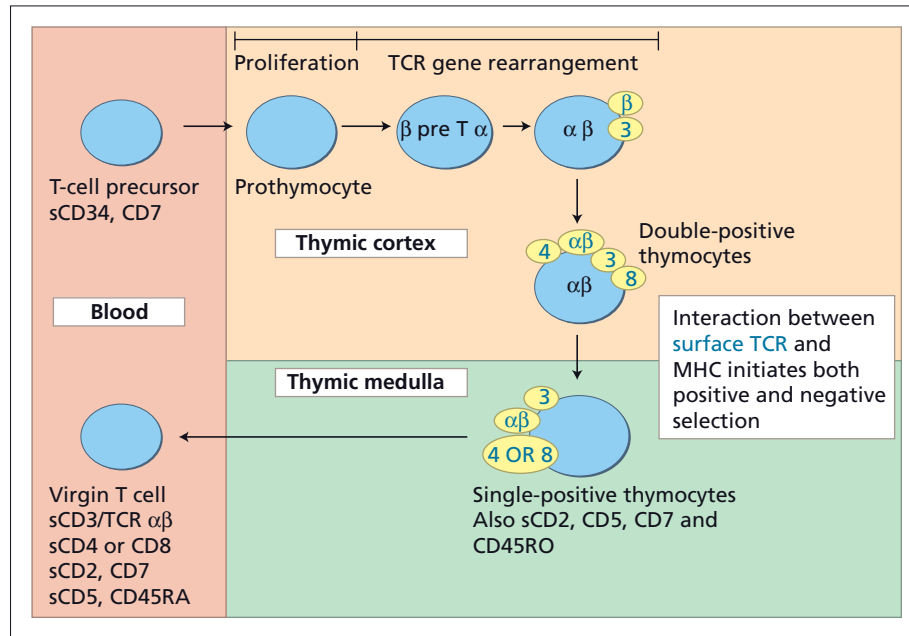 Proliferation TCR gene rearrangement
β pre T α
α β
β
3
T-cell precursor
sCD34, CD7
Prothymocyte
Thymic cortex
4
αβ
3
8
αβ
Double-positive
thymocytes
Blood
Interaction between
surface TCR and
MHC initiates both
positive and negative
selection
Thymic medulla
3
αβ
4 OR 8
Virgin T cell
sCD3/TCR αβ
sCD4 or CD8
sCD2, CD7
sCD5, CD45RA
Single-positive thymocytes
Also sCD2, CD5, CD7 and
CD45RO